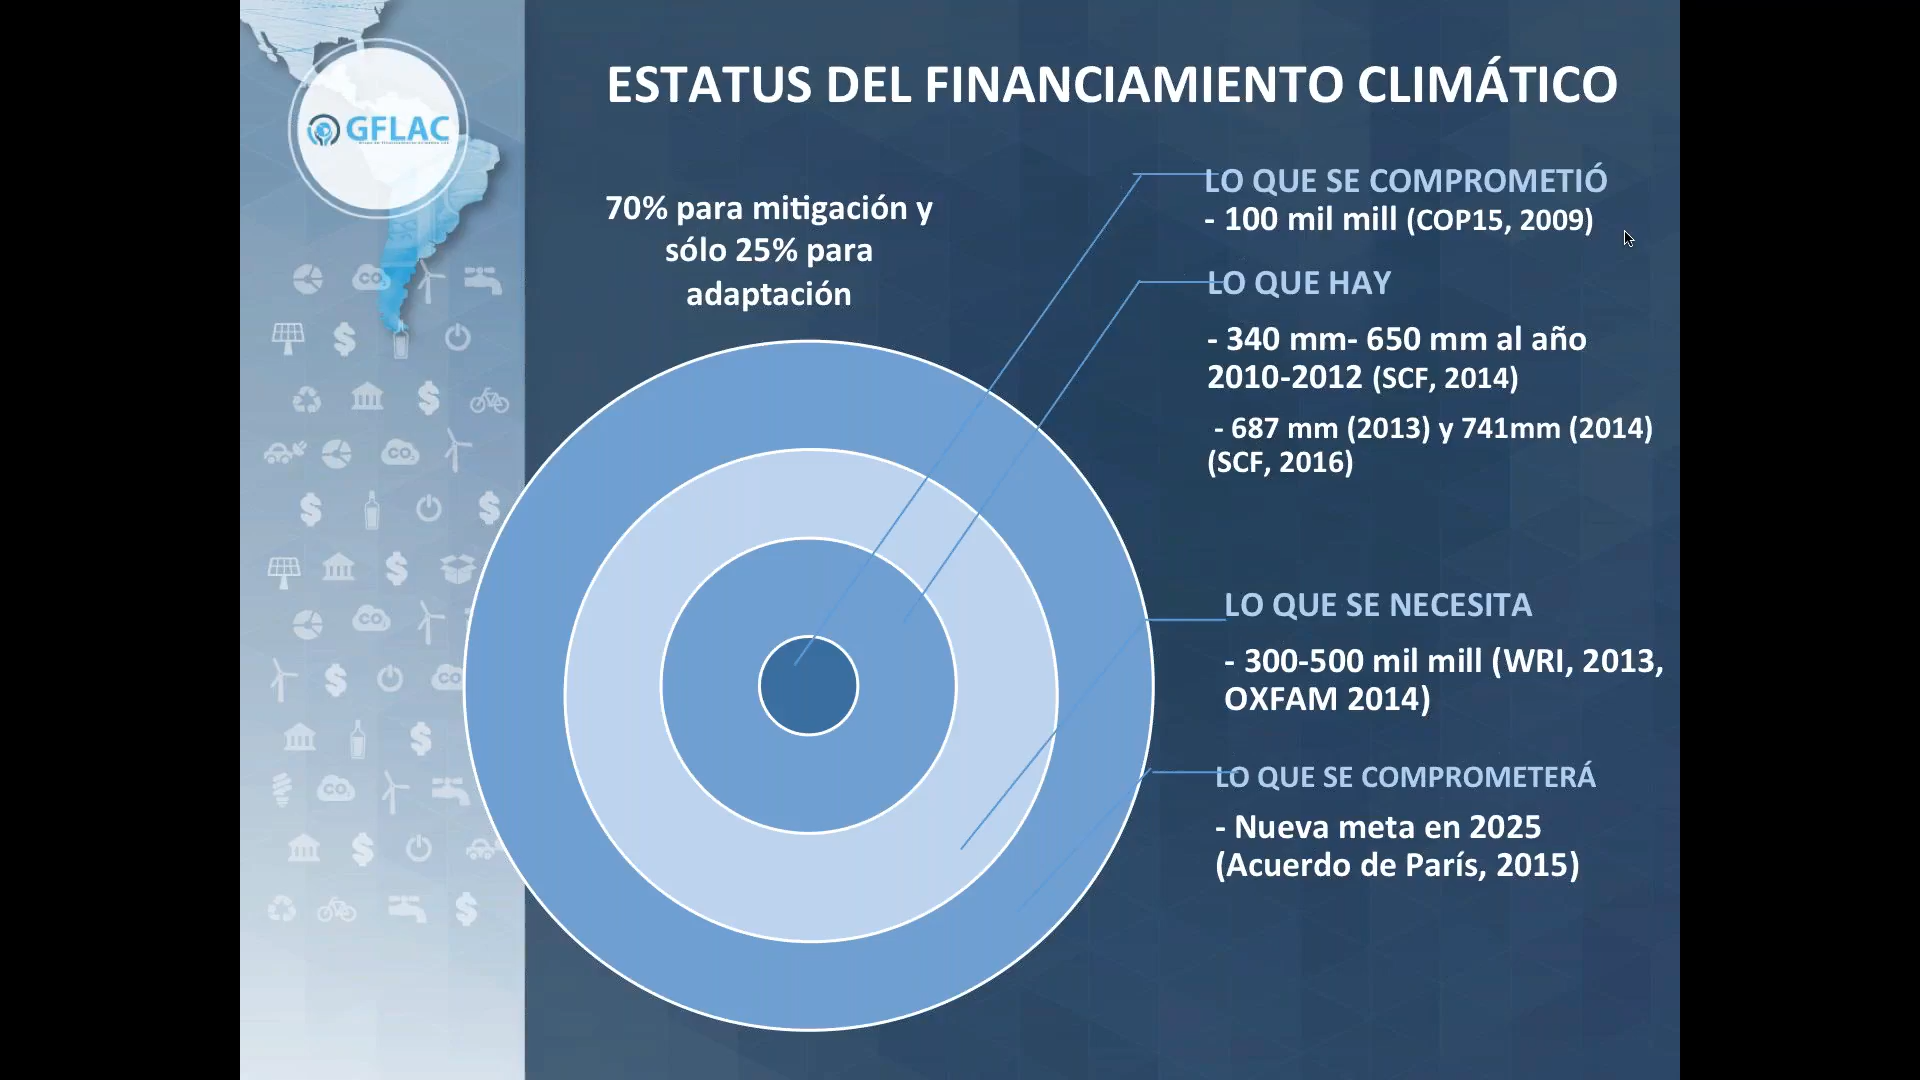 GFLAC
ESTATUS DEL FINANCIAMIENTO CLIMÁTICO
70% para mitigación y
sólo 25% para
adaptación
LO QUE SE COMPROMETIÓ
- 100 mil mill (COP15, 2009)
LO QUE HAY
- 340 mm- 650 mm al año
2010-2012 (SCF, 2014)
- 687 mm (2013) y 741mm (2014)
(SCF, 2016)
LO QUE SE NECESITA
- 300-500 mil mill (WRI, 2013,
OXFAM 2014)
LO QUE SE COMPROMETERÁ
- Nueva meta en 2025
(Acuerdo de París, 2015)